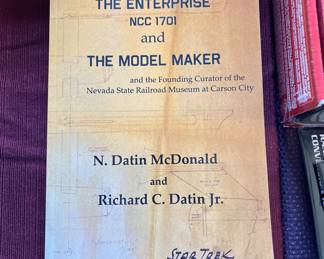 THE ENTERPRISE
NCC 1701
and
THE MODEL MAKER
and the Founding Curator of the
Nevada State Railroad Museum at Carson City
N. Datin McDonald
and
Richard C. Datin Jr.
STAR TREK